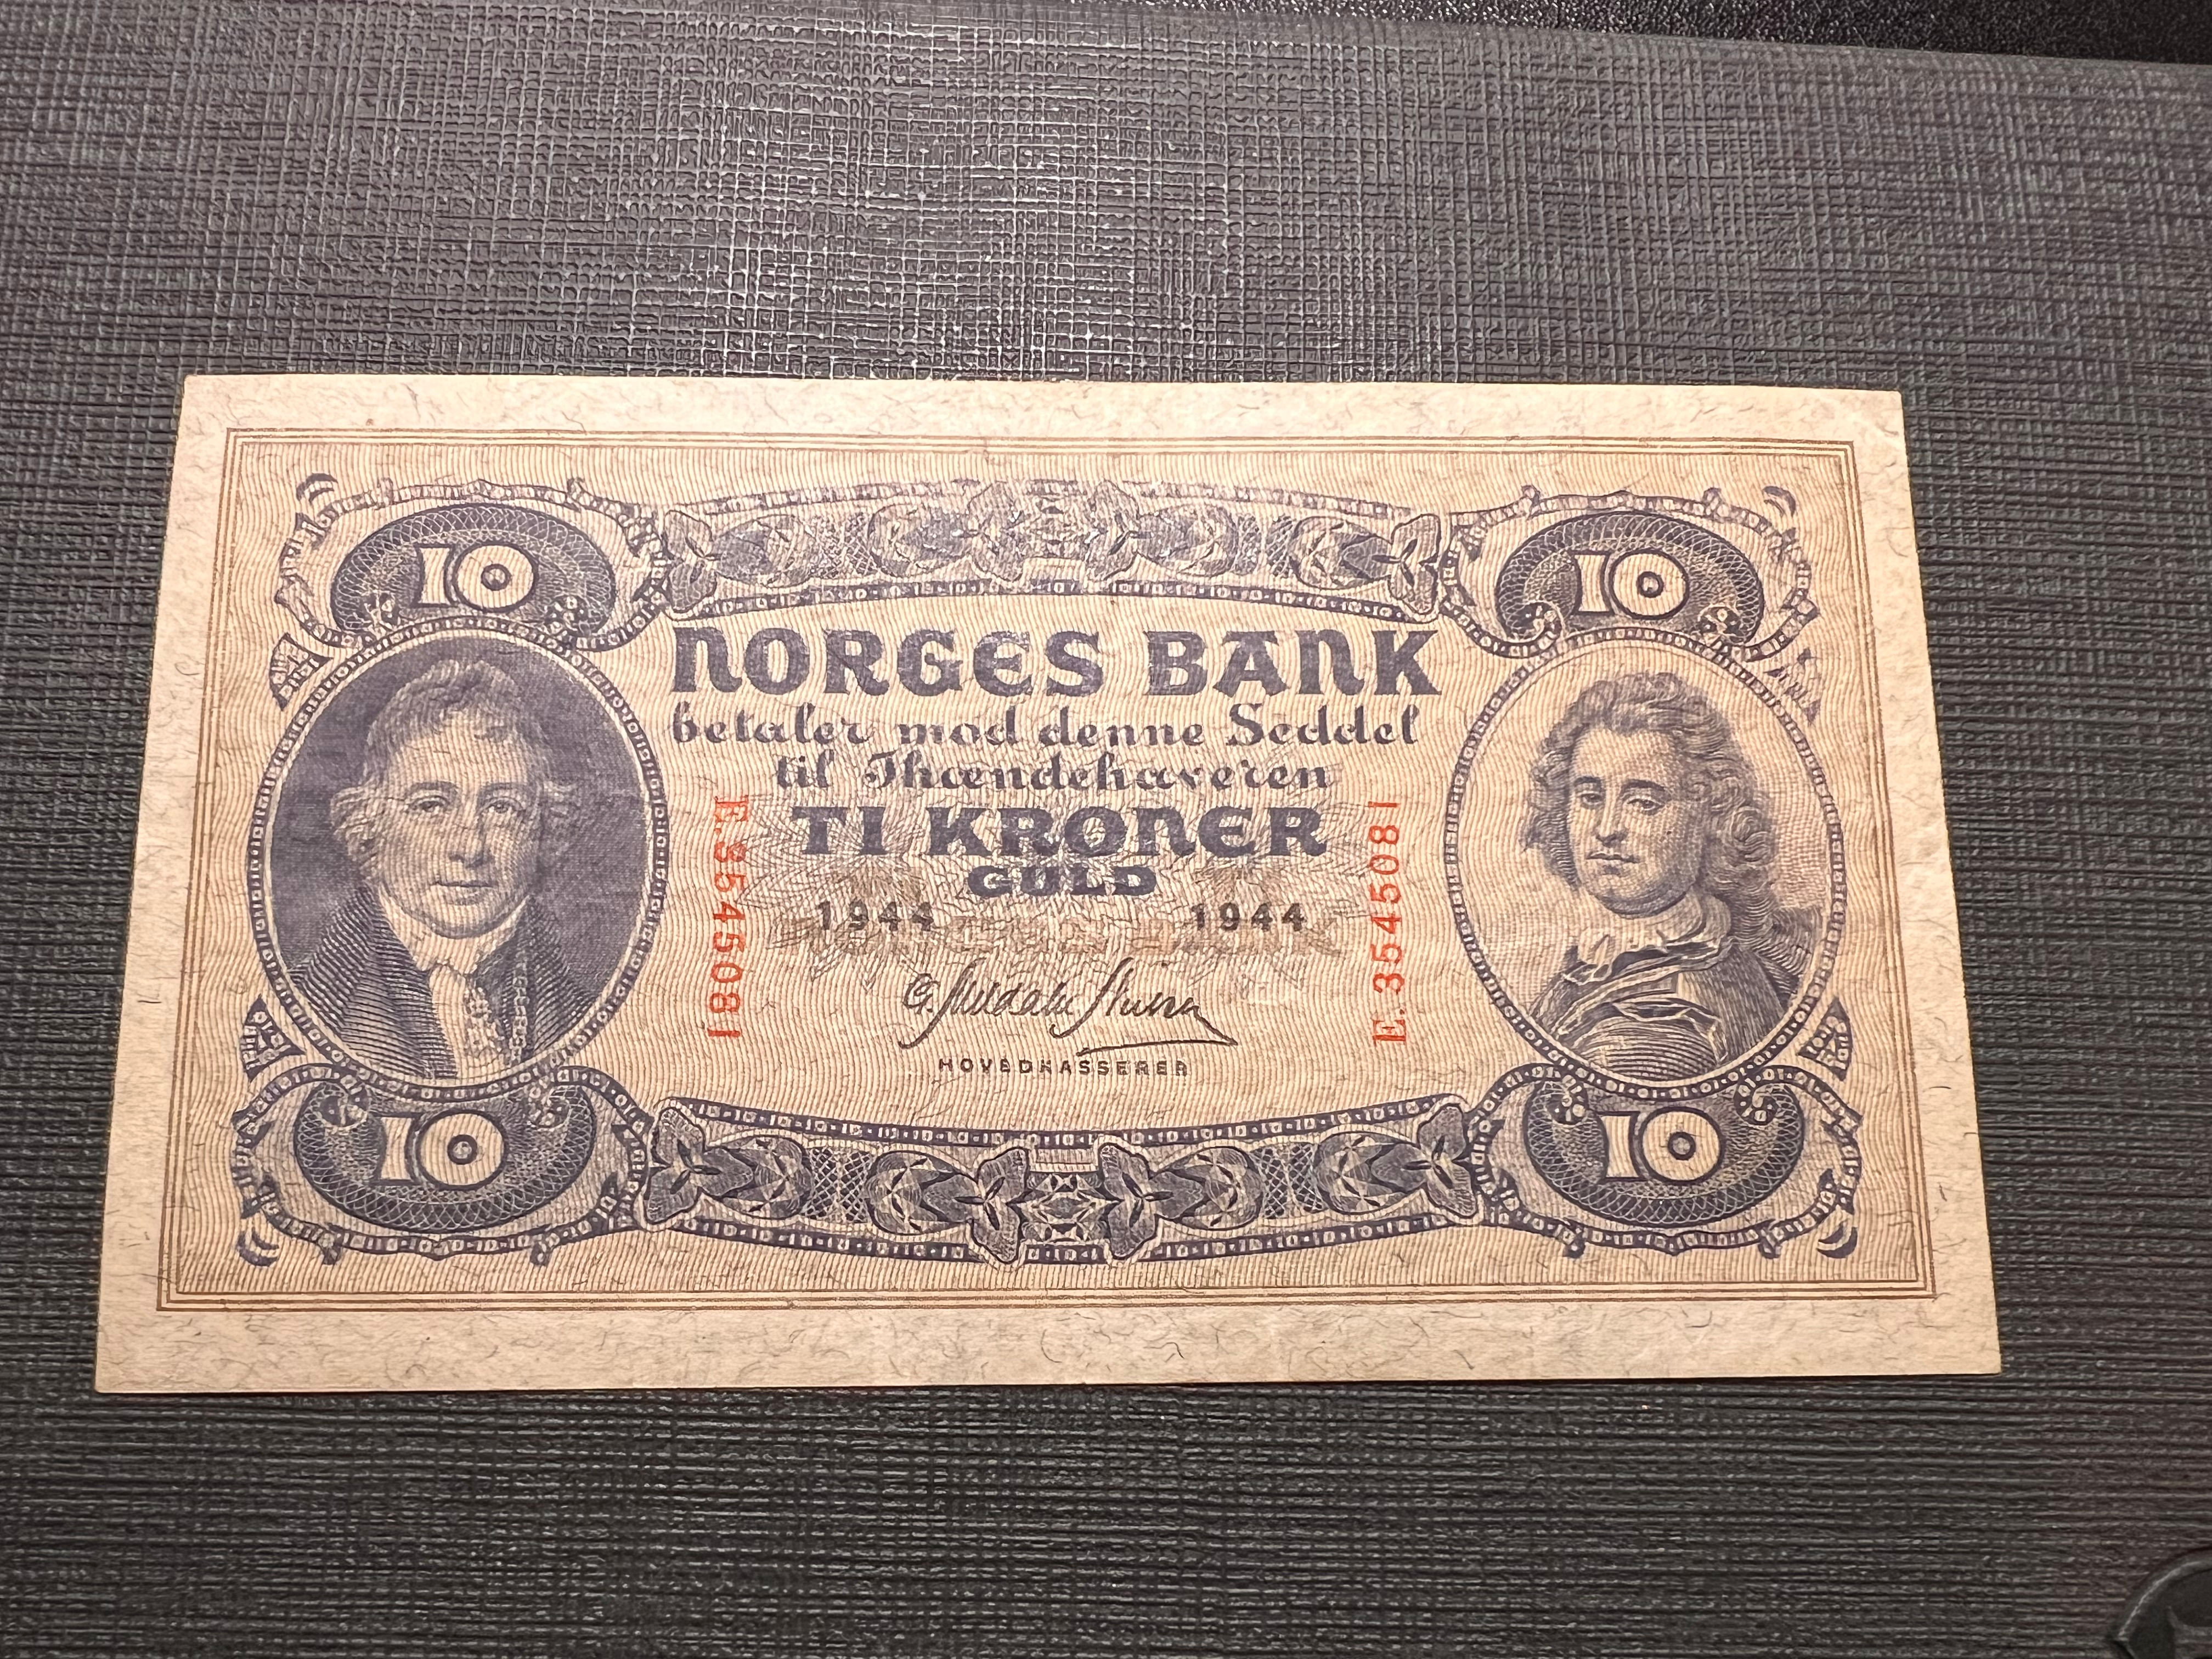 10 10
NORGES BANK
betaler mod denne Seddel
til Ihændehaveren
TI KRONER
GULD
1944 1944
E.3545081 E.3545081
HOVEDKASSERER
10 10